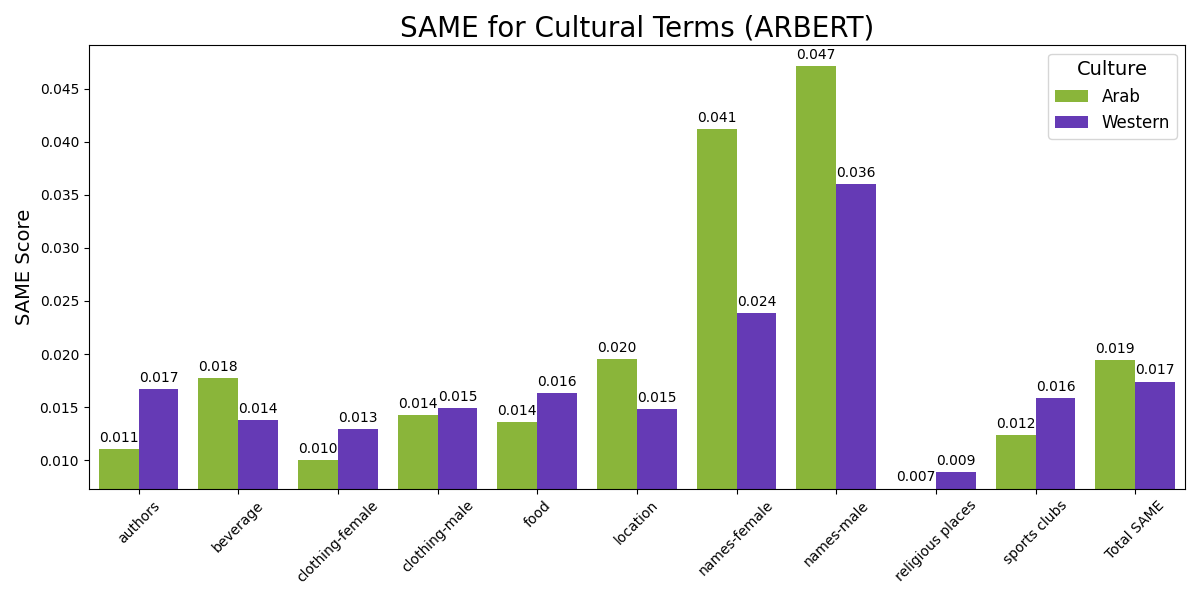 SAME for Cultural Terms (ARBERT)
SAME Score
0.045
0.040
0.035
0.030
0.025
0.020
0.015
0.010
Culture
Arab
Western
0.011
0.017
0.018
0.014
0.010
0.013
0.014
0.015
0.014
0.016
0.020
0.015
0.041
0.024
0.047
0.036
0.007
0.009
0.012
0.016
0.019
0.017
authors
beverage
clothing-female
clothing-male
food
location
names-female
names-male
religious places
sports clubs
Total SAME